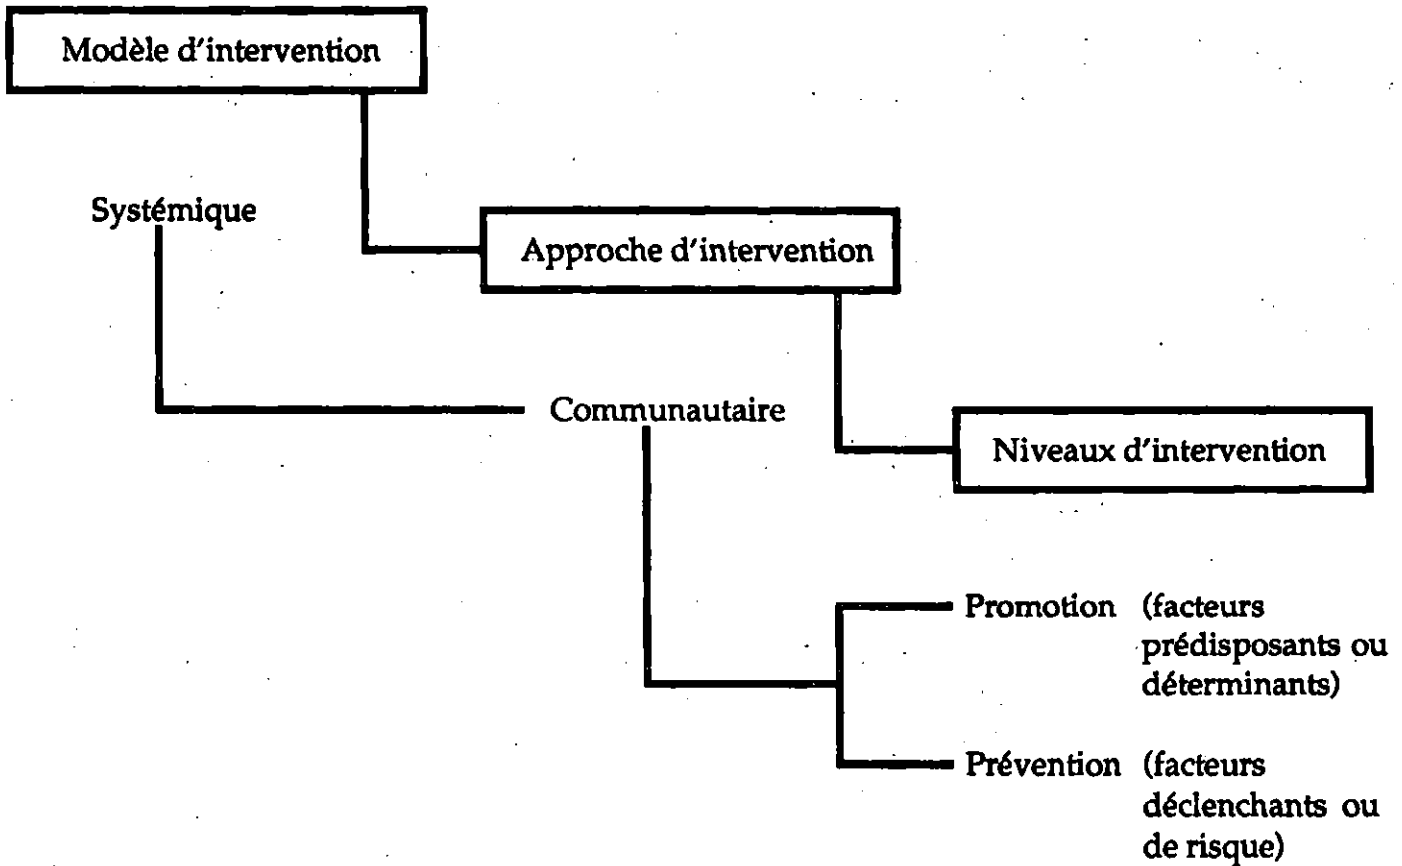 Modèle d'intervention
Systémique
Approche d'intervention
Communautaire
Niveaux d'intervention
Promotion (facteurs
prédisposants ou
déterminants)
Prévention (facteurs
déclenchants ou
de risque)